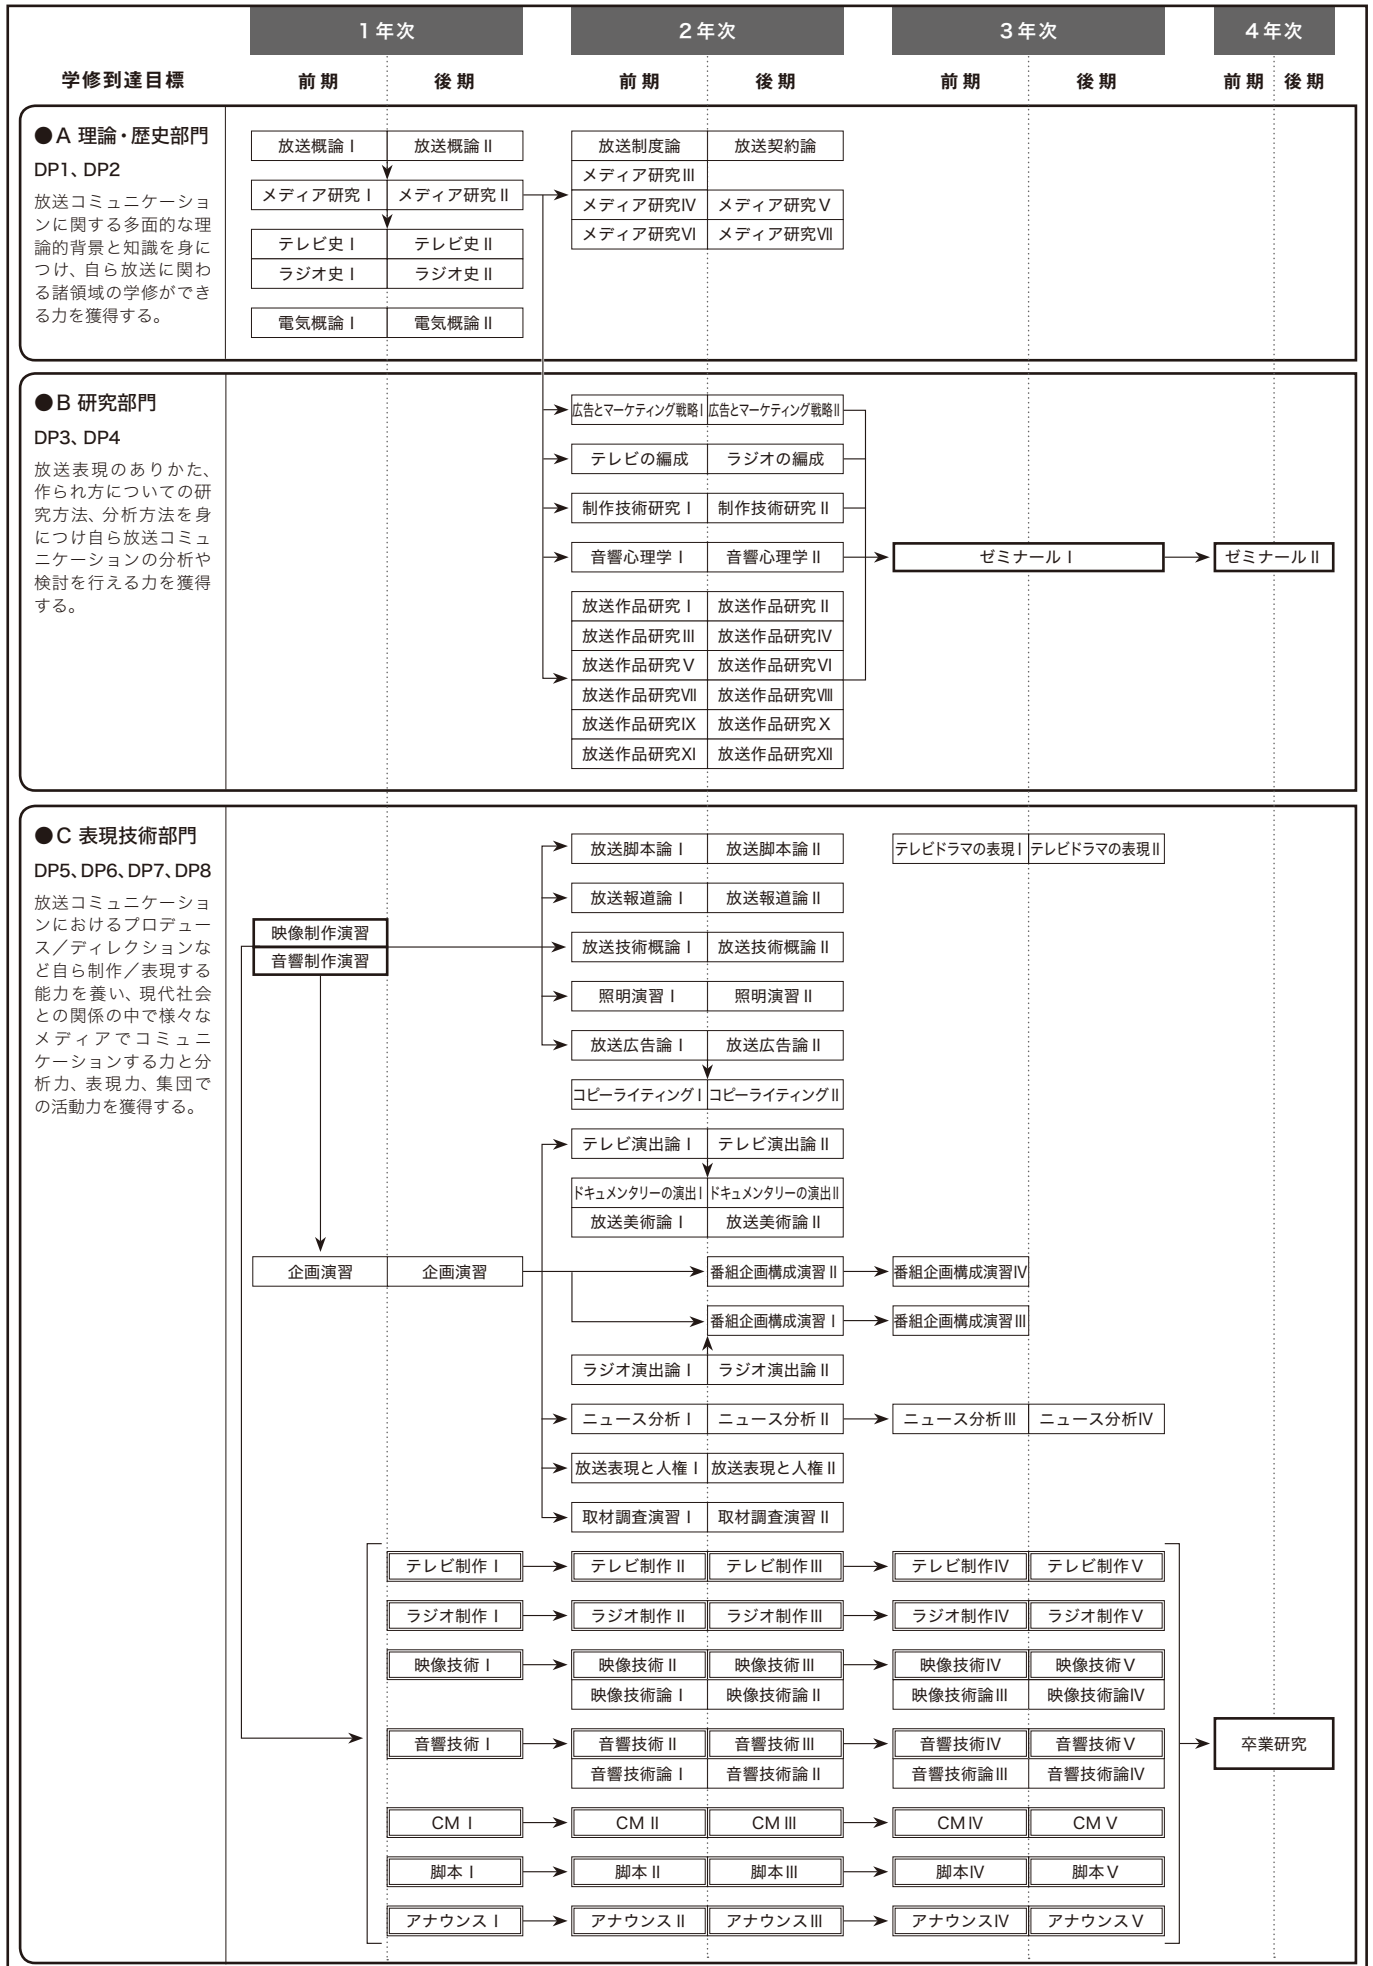 1年次 2年次 3年次 4年次
学修到達目標 前期 後期 前期 後期 前期 後期 前期 後期
●A 理論・歴史部門
DP1、DP2
放送コミュニケーショ
ンに関する多面的な理
論的背景と知識を身に
つけ、自ら放送に関わ
る諸領域の学修ができ
る力を獲得する。
放送概論Ⅰ 放送概論Ⅱ 放送制度論 放送契約論
メディア研究Ⅲ
メディア研究Ⅰ メディア研究Ⅱ
メディア研究Ⅳ メディア研究Ⅴ
メディア研究Ⅵ メディア研究Ⅶ
テレビ史Ⅰ テレビ史Ⅱ
ラジオ史Ⅰ ラジオ史Ⅱ
電気概論Ⅰ 電気概論Ⅱ
●B 研究部門
DP3、DP4
放送表現のありかた、
作られ方についての研
究方法、分析方法を身
につけ自ら放送コミュ
ニケーションの分析や
検討を行える力を獲得
する。
広告とマーケティング戦略Ⅰ 広告とマーケティング戦略Ⅱ
テレビの編成 ラジオの編成
制作技術研究Ⅰ 制作技術研究Ⅱ
音響心理学Ⅰ 音響心理学Ⅱ ゼミナールⅠ ゼミナールⅡ
放送作品研究Ⅰ 放送作品研究Ⅱ
放送作品研究Ⅲ 放送作品研究Ⅳ
放送作品研究Ⅴ 放送作品研究Ⅵ
放送作品研究Ⅶ 放送作品研究Ⅷ
放送作品研究Ⅸ 放送作品研究Ⅹ
放送作品研究Ⅺ 放送作品研究Ⅻ
●C 表現技術部門
DP5、DP6、DP7、DP8
放送コミュニケーショ
ンにおけるプロデュー
ス／ディレクションな
ど自ら制作／表現する
能力を養い、現代社会
との関係の中で様々な
メディアでコミュニ
ケーションする力と分
析力、表現力、集団で
の活動力を獲得する。
放送脚本論Ⅰ 放送脚本論Ⅱ テレビドラマの表現Ⅰ テレビドラマの表現Ⅱ
放送報道論Ⅰ 放送報道論Ⅱ
映像制作演習
放送技術概論Ⅰ 放送技術概論Ⅱ
音響制作演習
照明演習Ⅰ 照明演習Ⅱ
放送広告論Ⅰ 放送広告論Ⅱ
コピーライティングⅠ コピーライティングⅡ
テレビ演出論Ⅰ テレビ演出論Ⅱ
ドキュメンタリーの演出Ⅰ ドキュメンタリーの演出Ⅱ
放送美術論Ⅰ 放送美術論Ⅱ
企画演習 企画演習 番組企画構成演習Ⅱ 番組企画構成演習Ⅳ
番組企画構成演習Ⅰ 番組企画構成演習Ⅲ
ラジオ演出論Ⅰ ラジオ演出論Ⅱ
ニュース分析Ⅰ ニュース分析Ⅱ ニュース分析Ⅲ ニュース分析Ⅳ
放送表現と人権Ⅰ 放送表現と人権Ⅱ
取材調査演習Ⅰ 取材調査演習Ⅱ
テレビ制作Ⅰ テレビ制作Ⅱ テレビ制作Ⅲ テレビ制作Ⅳ テレビ制作Ⅴ
ラジオ制作Ⅰ ラジオ制作Ⅱ ラジオ制作Ⅲ ラジオ制作Ⅳ ラジオ制作Ⅴ
映像技術Ⅰ 映像技術Ⅱ 映像技術Ⅲ 映像技術Ⅳ 映像技術Ⅴ
映像技術論Ⅰ 映像技術論Ⅱ 映像技術論Ⅲ 映像技術論Ⅳ
音響技術Ⅰ 音響技術Ⅱ 音響技術Ⅲ 音響技術Ⅳ 音響技術Ⅴ 卒業研究
音響技術論Ⅰ 音響技術論Ⅱ 音響技術論Ⅲ 音響技術論Ⅳ
CMⅠ CMⅡ CMⅢ CMⅣ CMⅤ
脚本Ⅰ 脚本Ⅱ 脚本Ⅲ 脚本Ⅳ 脚本Ⅴ
アナウンスⅠ アナウンスⅡ アナウンスⅢ アナウンスⅣ アナウンスⅤ